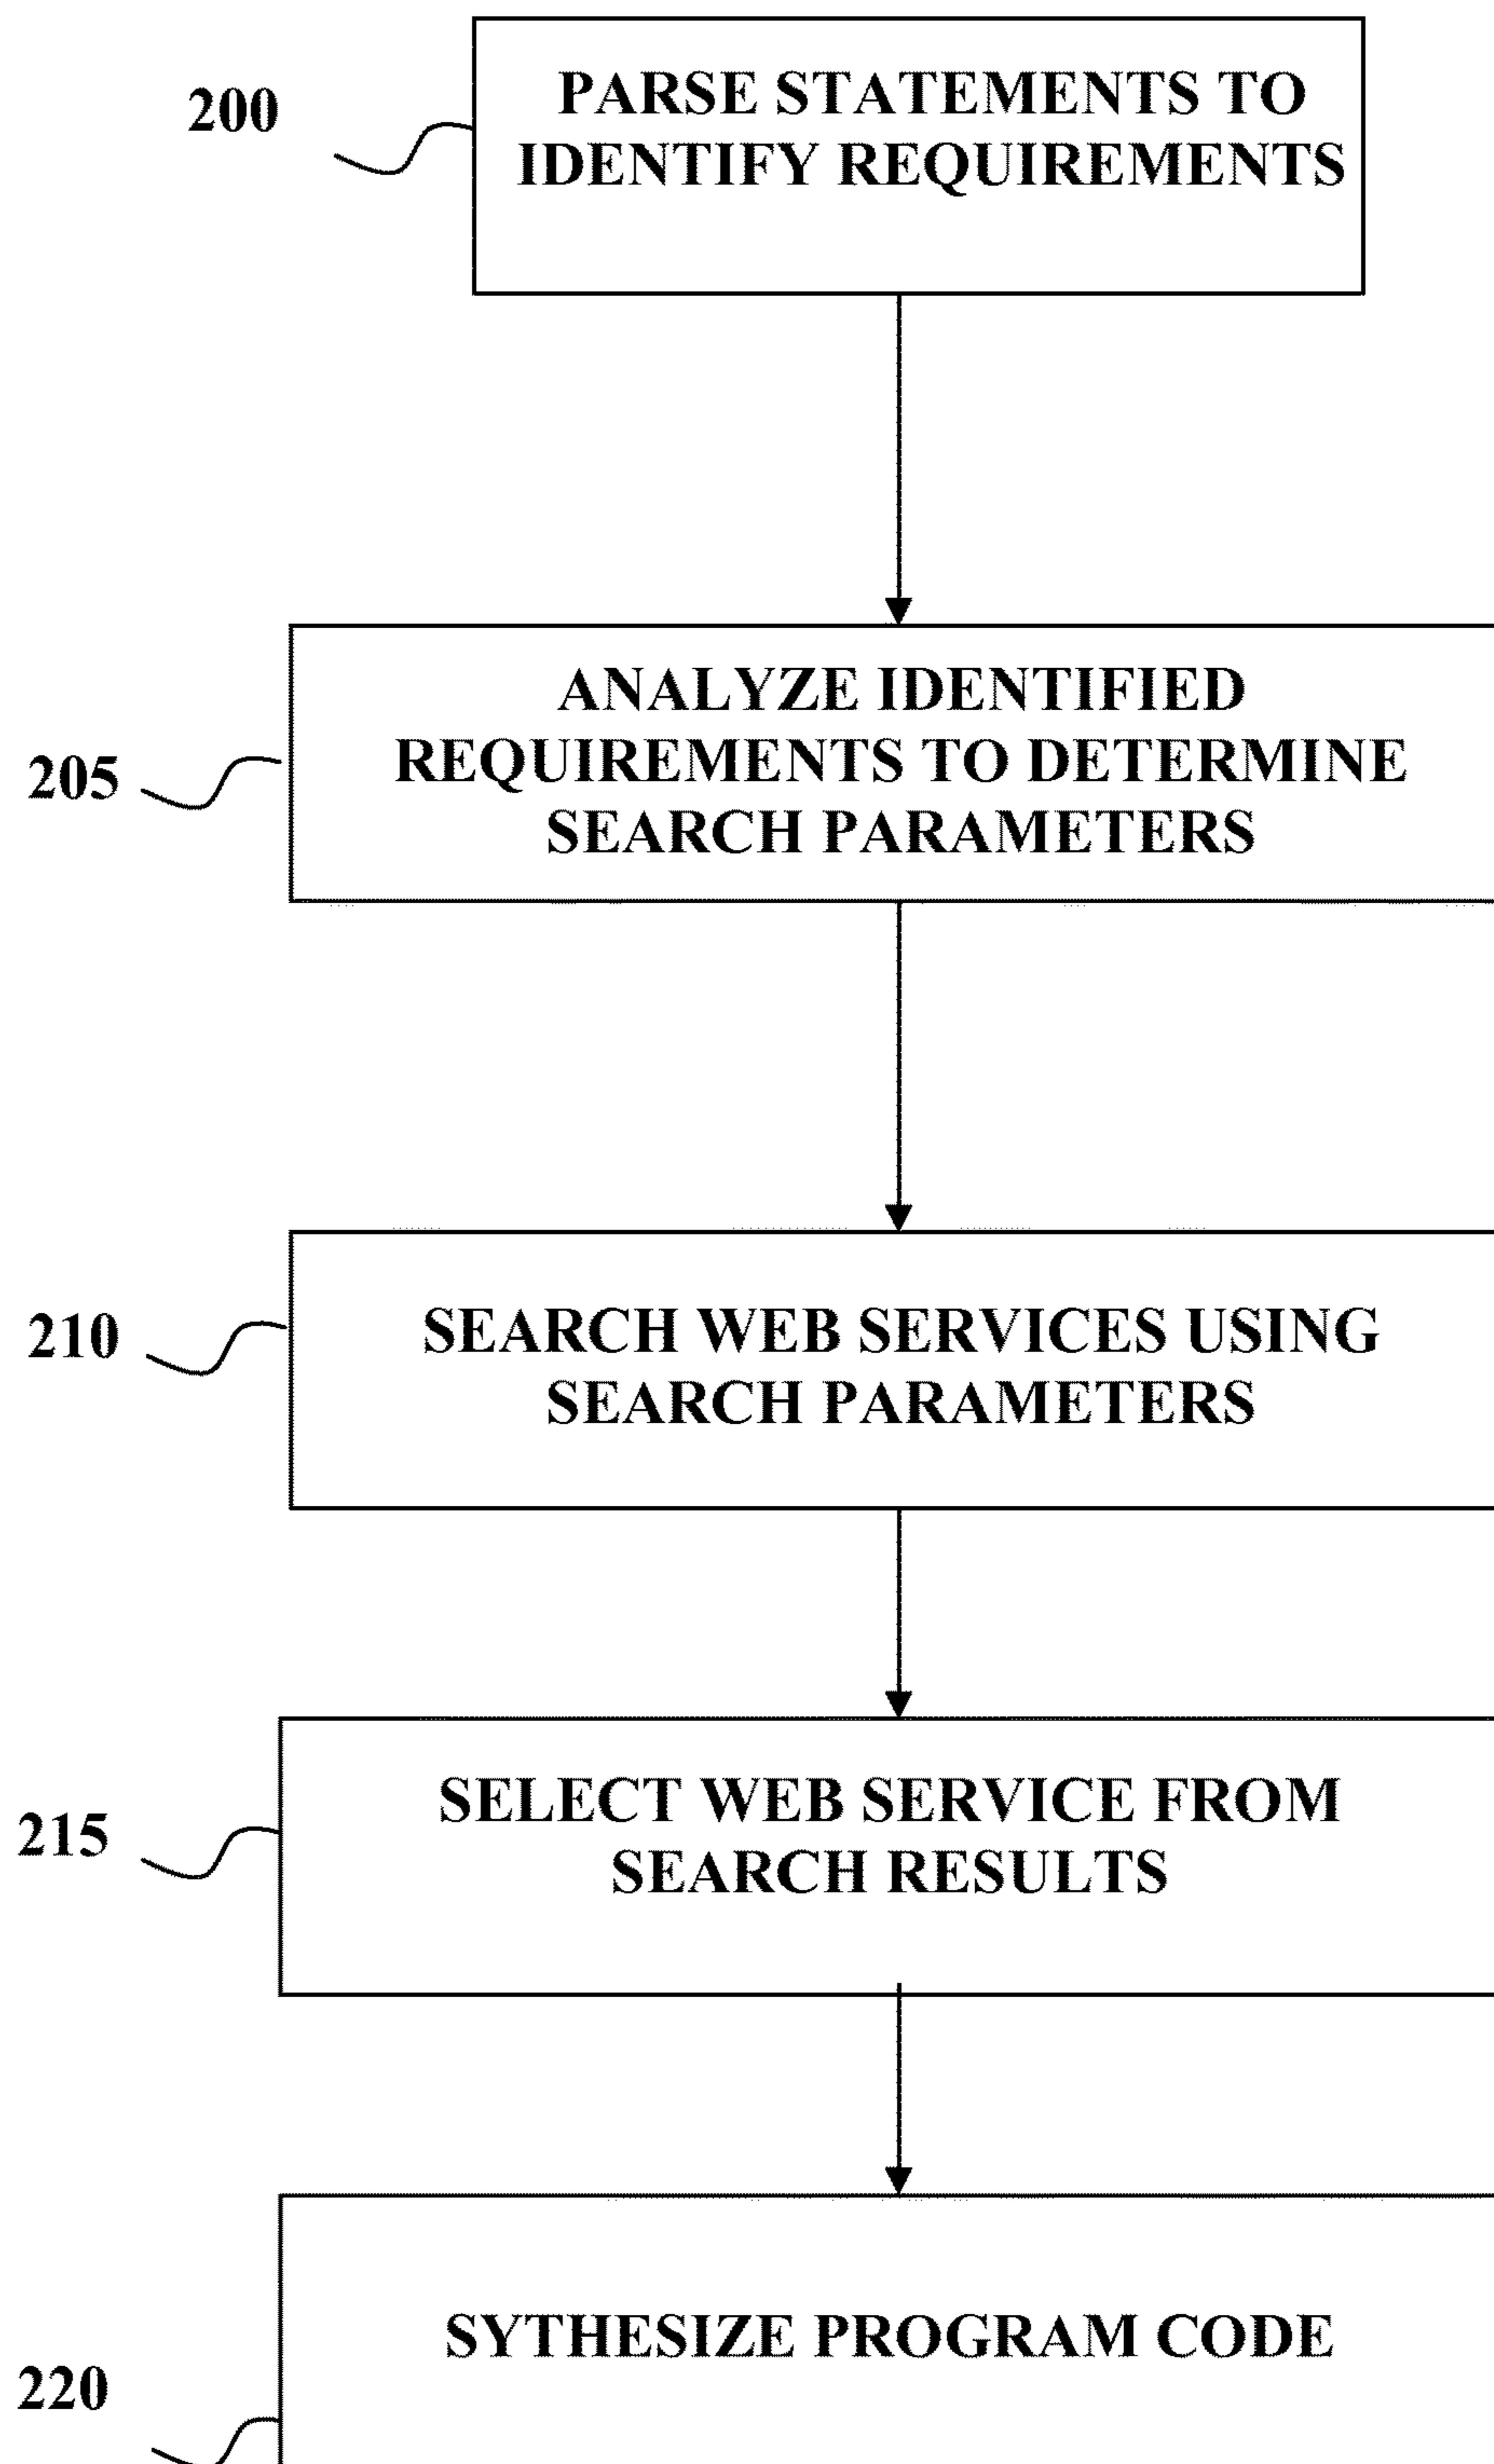 200
PARSE STATEMENTS TO
IDENTIFY REQUIREMENTS
205
ANALYZE IDENTIFIED
REQUIREMENTS TO DETERMINE
SEARCH PARAMETERS
210
SEARCH WEB SERVICES USING
SEARCH PARAMETERS
215
SELECT WEB SERVICE FROM
SEARCH RESULTS
220
SYTHESIZE PROGRAM CODE